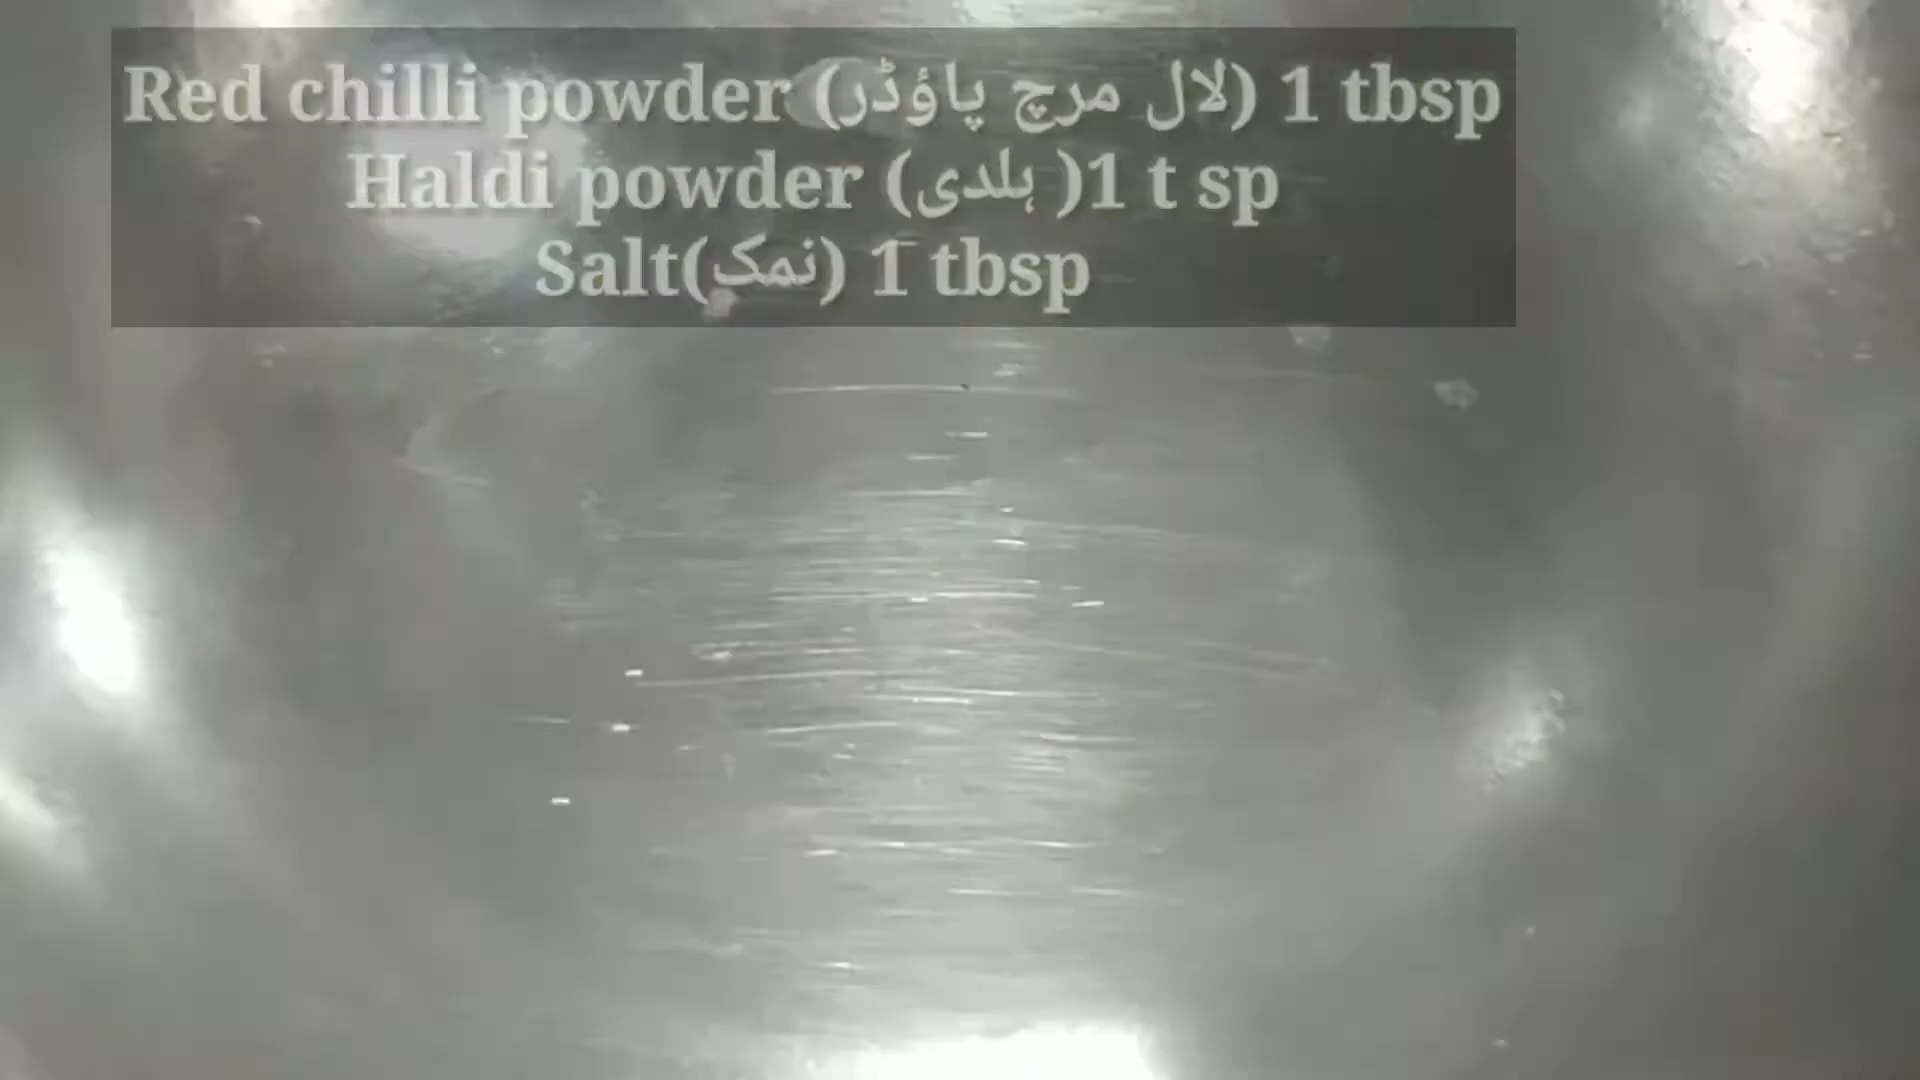 Red chilli powder (لال مرچ پاؤڈر) 1 tbsp
Haldi powder (ہلدی )1 t sp
Salt(نمک) 1 tbsp